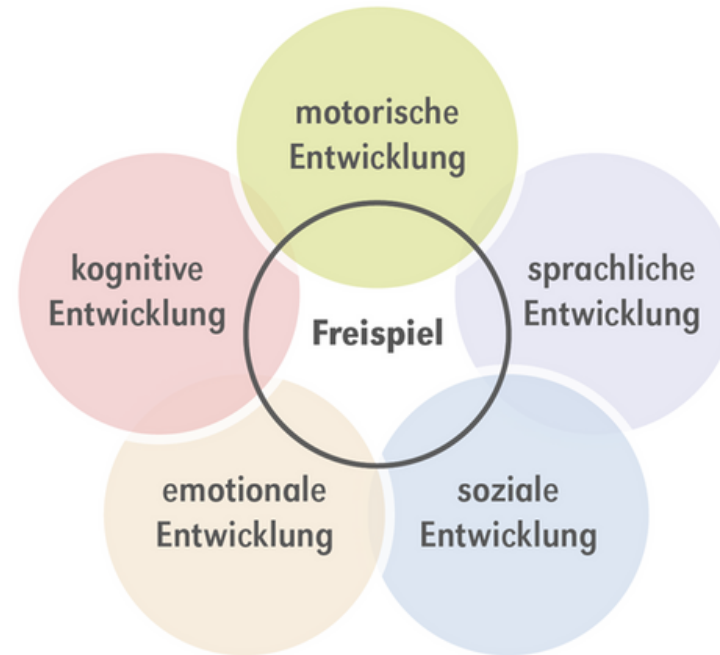 motorische
Entwicklung
kognitive
Entwicklung
sprachliche
Entwicklung
Freispiel
emotionale
Entwicklung
soziale
Entwicklung